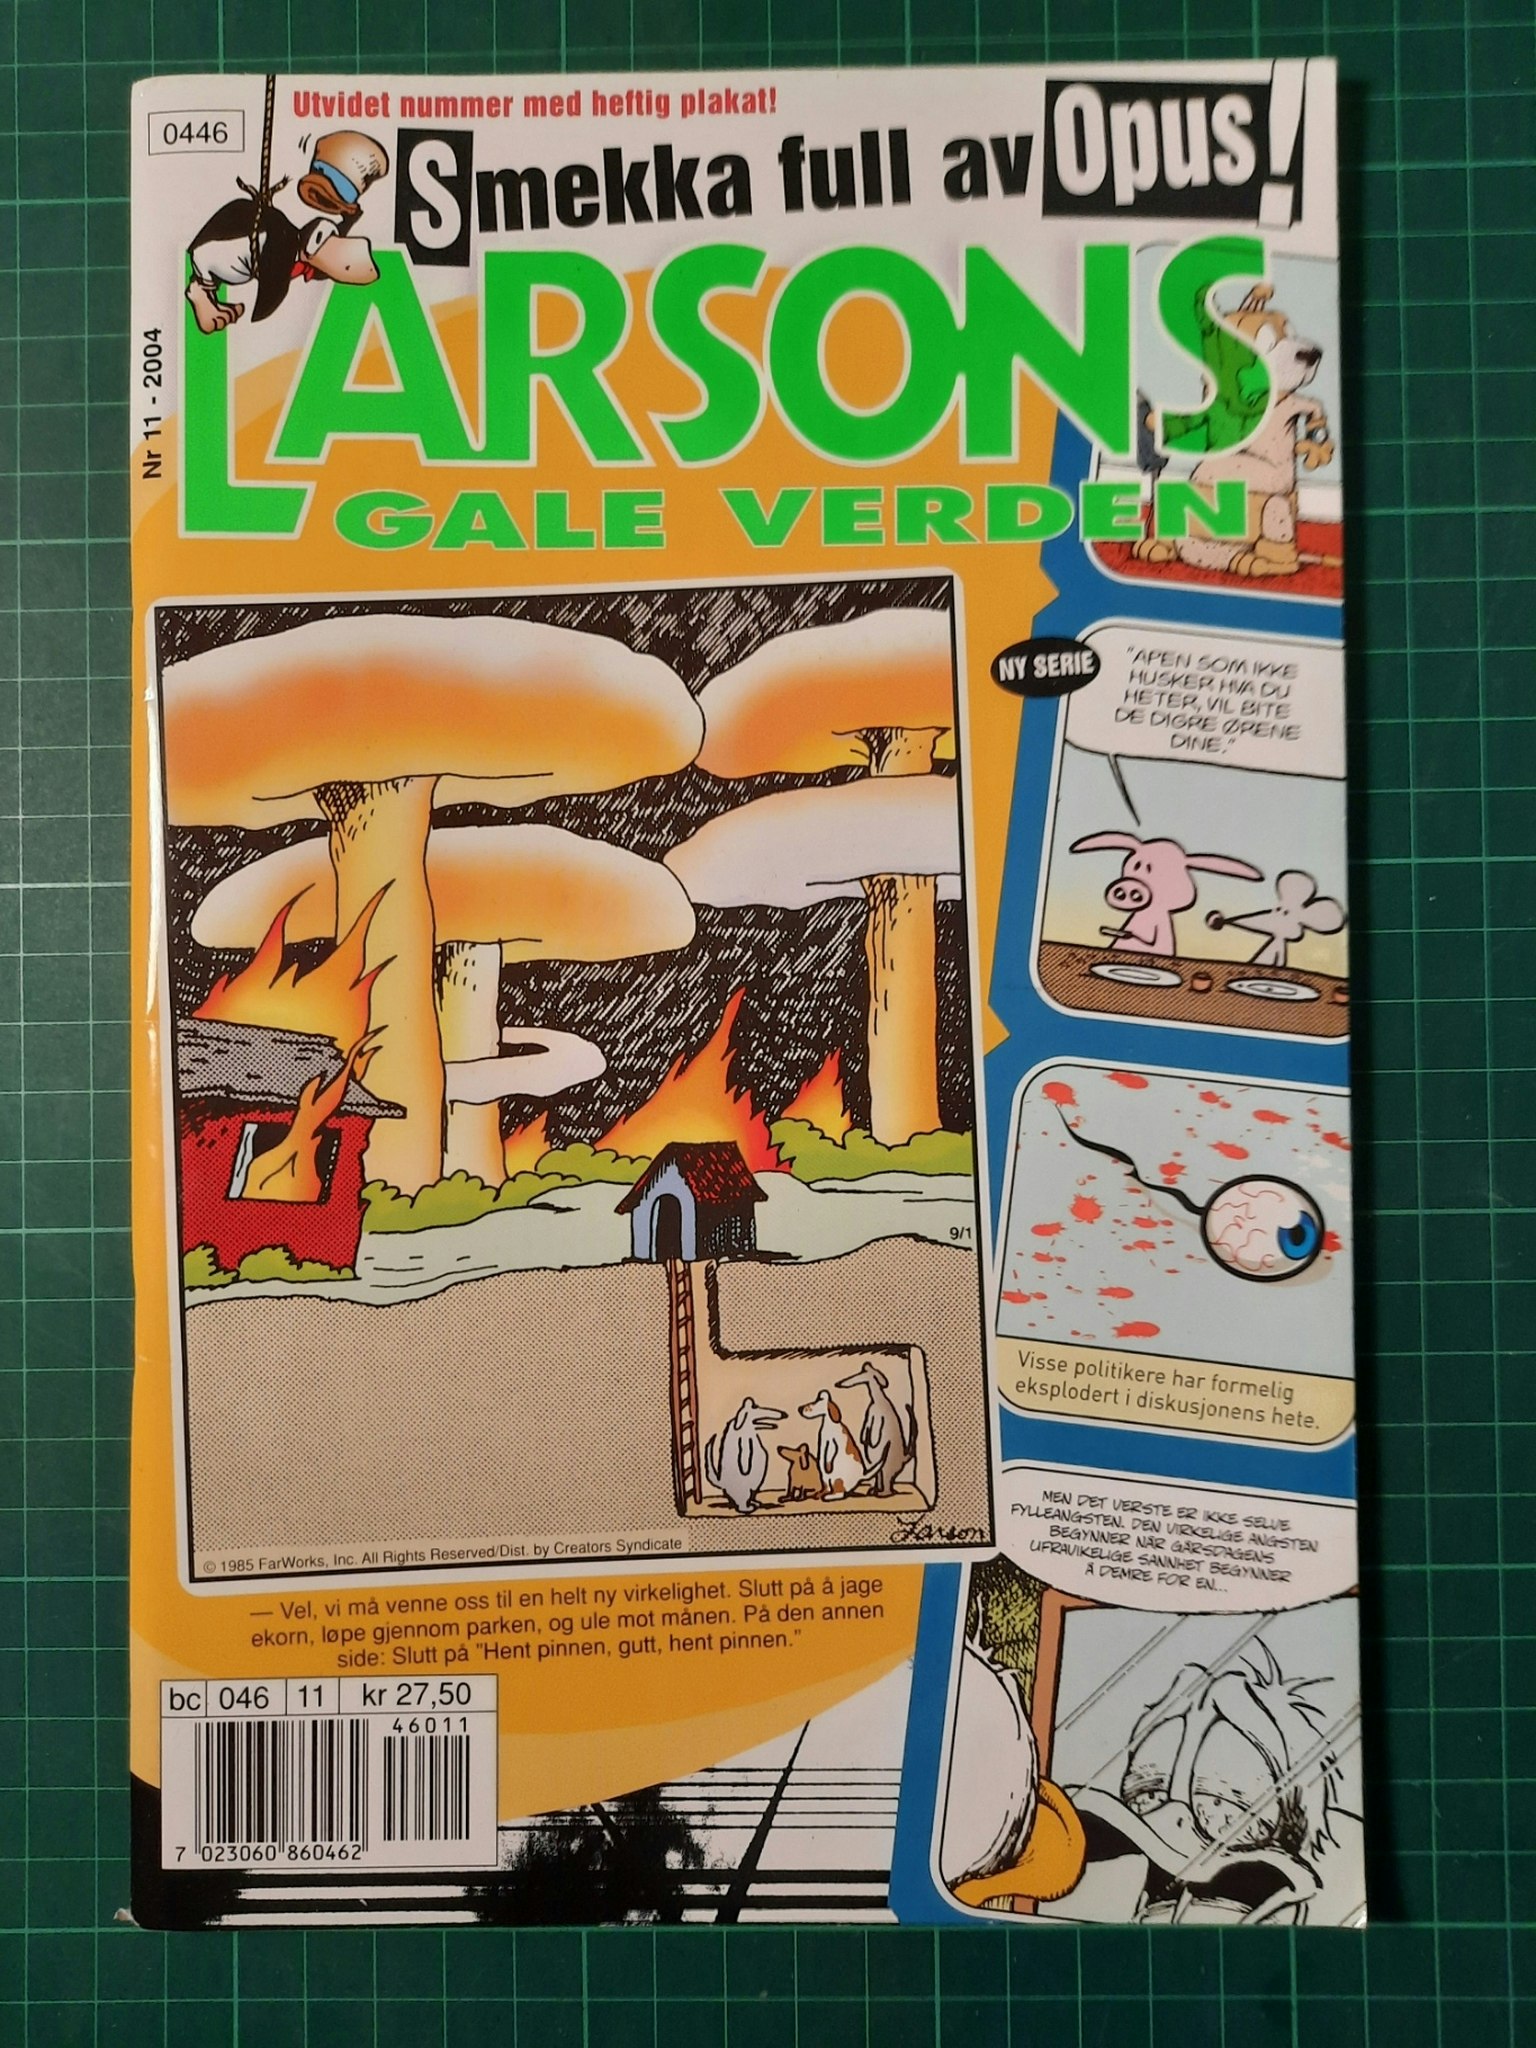 Utvidet nummer med heftig plakat!
0446
Smekka full av Opus!
LARSONS
GALE VERDEN
Nr 11 - 2004
NY SERIE
"APEN SOM IKKE
HUSKER HVA DU
HETER, VIL BITE
DE DIGRE ØRENE
DINE."
9/1
Visse politikere har formelig
eksplodert i diskusjonens hete.
Larson
© 1985 FarWorks, Inc. All Rights Reserved/Dist. by Creators Syndicate
MEN DET VERSTE ER IKKE SELVE
FYLLEANGSTEN. DEN VIRKELIGE ANGSTEN
BEGYNNER NÅR GÅRSDAGENS
UFRAVIKELIGE SANNHET BEGYNNER
Å DEMRE FOR EN...
— Vel, vi må venne oss til en helt ny virkelighet. Slutt på å jage
ekorn, løpe gjennom parken, og ule mot månen. På den annen
side: Slutt på "Hent pinnen, gutt, hent pinnen."
bc 046 11 kr 27,50
46011
7 023060 860462